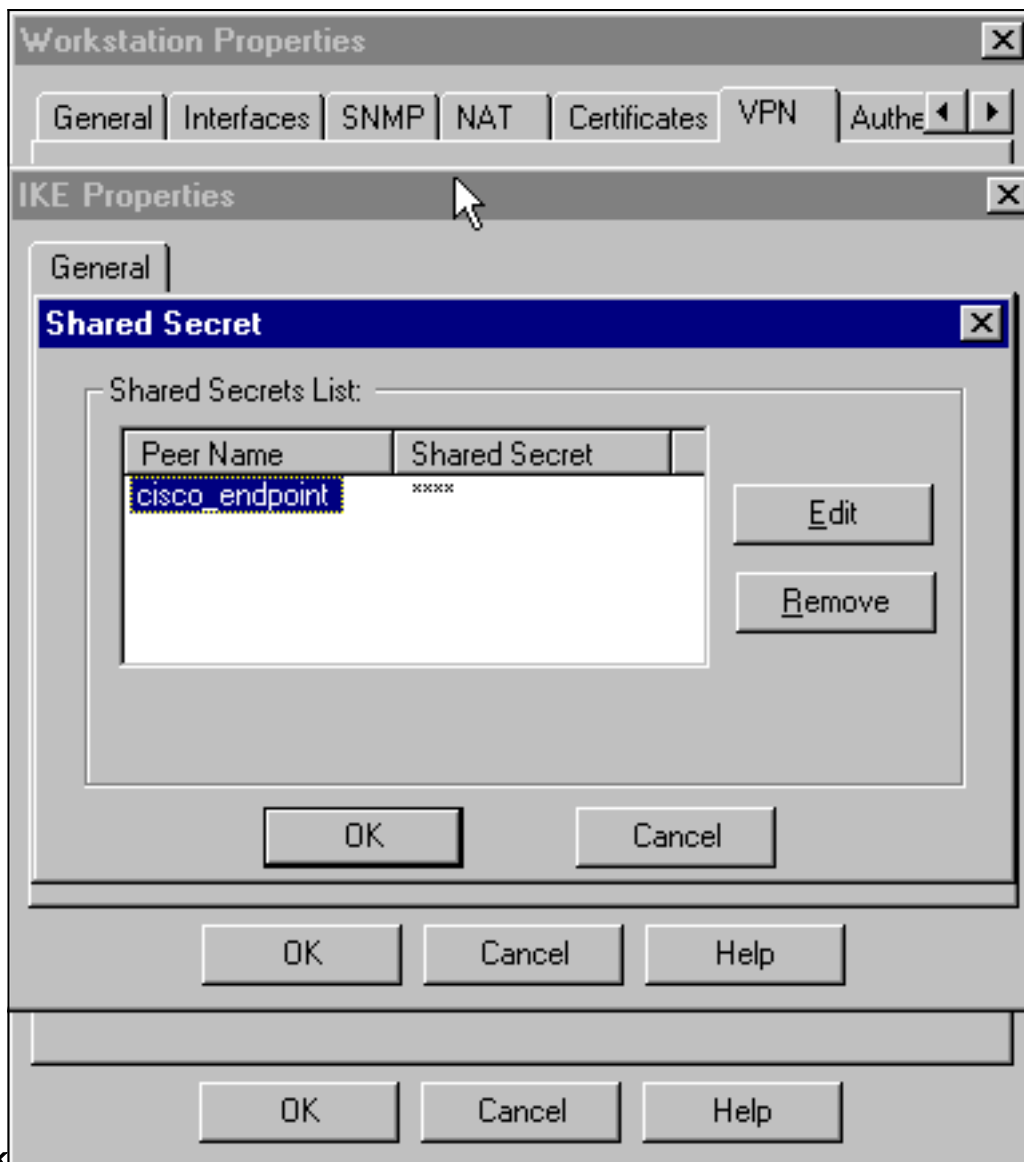 Workstation Properties
General Interfaces SNMP NAT Certificates VPN Authe
IKE Properties
General
Shared Secret
Shared Secrets List:
Peer Name Shared Secret
cisco_endpoint ****
Edit
Remove
OK Cancel
OK Cancel Help
OK Cancel Help